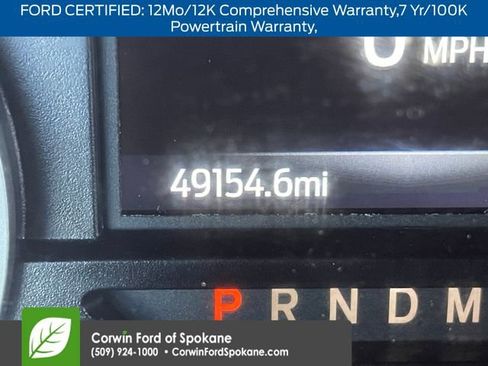 FORD CERTIFIED: 12Mo/12K Comprehensive Warranty,7 Yr/100K
Powertrain Warranty,
0 MPH
49154.6mi
P R N D M
Corwin Ford of Spokane
(509) 924-1000 • CorwinFordSpokane.com